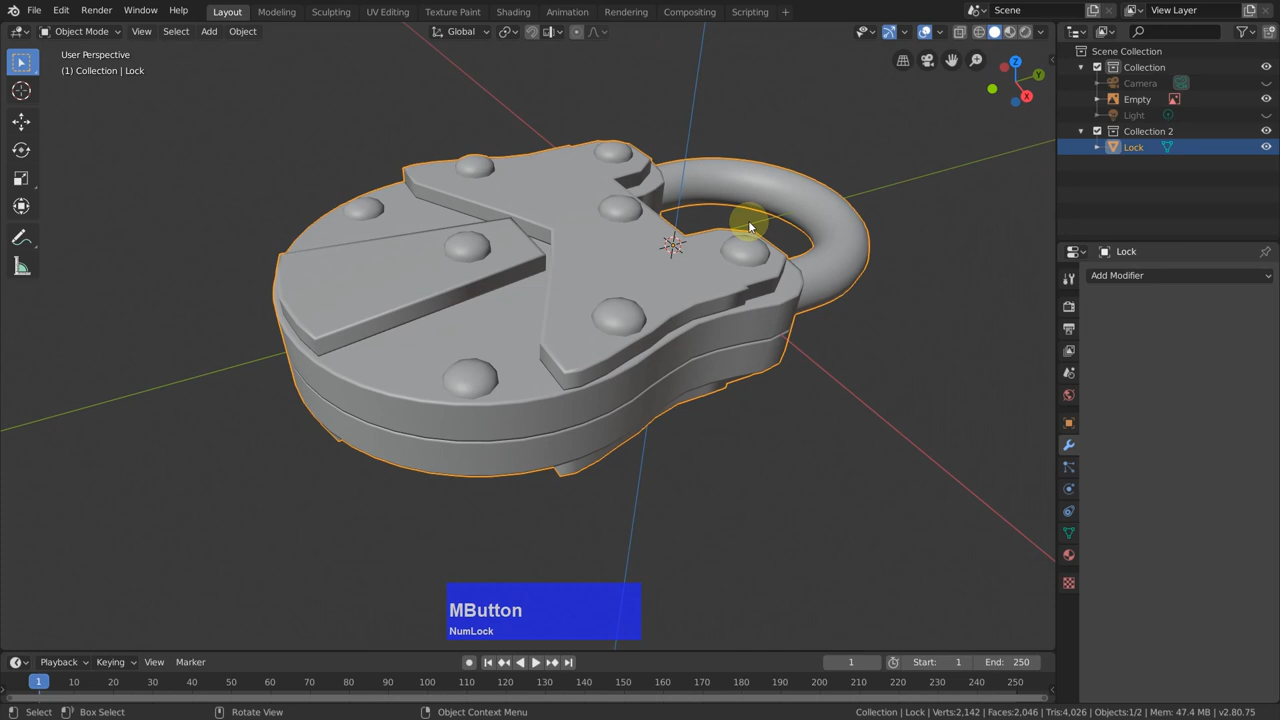 File Edit Render Window Help Layout Modeling Sculpting UV Editing Texture Paint Shading Animation Rendering Compositing Scripting + Scene View Layer
Object Mode View Select Add Object Global
User Perspective
(1) Collection | Lock
Z
Y
X
Scene Collection
Collection
Camera
Empty
Light
Collection 2
Lock
Lock
Add Modifier
MButton
NumLock
Playback Keying View Marker 1 Start: 1 End: 250
1 10 20 30 40 50 60 70 80 90 100 110 120 130 140 150 160 170 180 190 200 210 220 230 240 250
Select Box Select Rotate View Object Context Menu Collection | Lock | Verts:2,142 | Faces:2,046 | Tris:4,026 | Objects:1/2 | Mem: 47.4 MB | v2.80.75